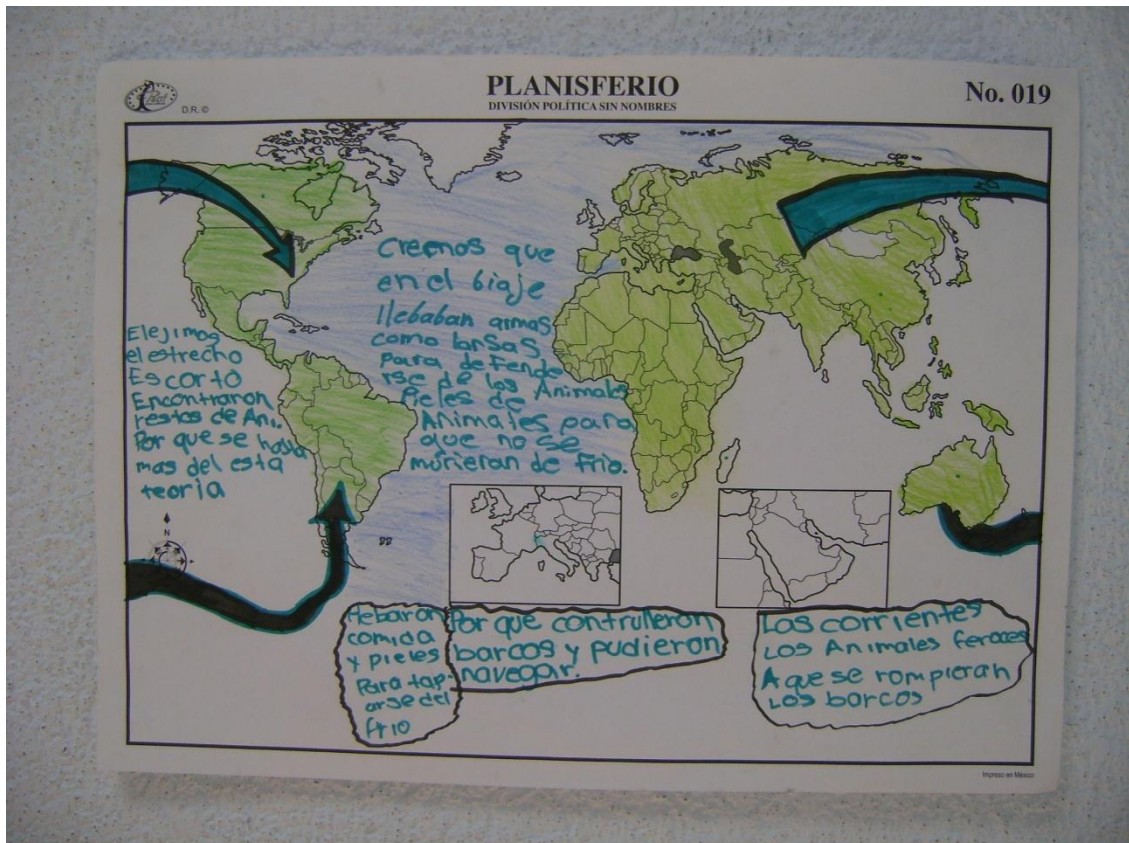 D.R. ©
PLANISFERIO
DIVISIÓN POLÍTICA SIN NOMBRES
No. 019
Creemos que
en el biaje
llebaban armas
como lansas
para defende
rse de los Animales
Pieles de
Animales para
que no se
murieran de frio.
Elejimos
el estrecho
Es corto
Encontraron
restos de Ani.
Por que se habla
mas del esta
teoria
N
llebaron
comida
y pieles
Para tap
arse del
frio
Por que contrulleron
barcos y pudieron
navegar.
Los corrientes
Los Animales feroces
A que se rompieran
Los barcos
Impreso en México